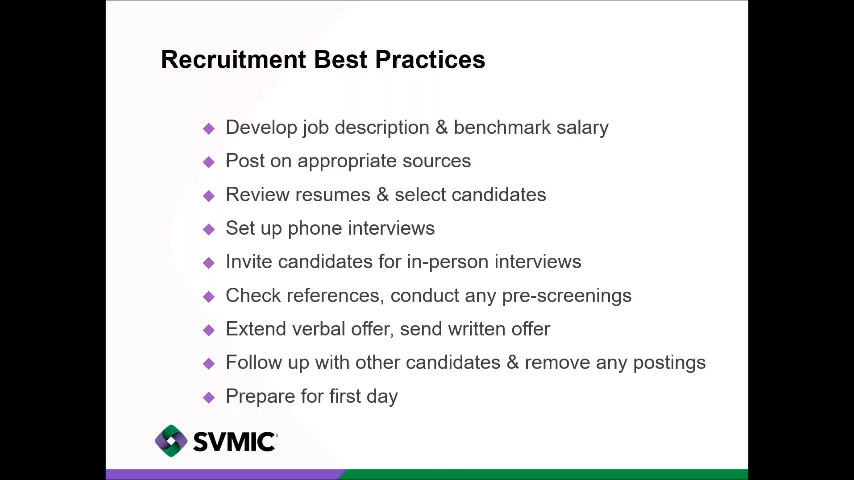 Recruitment Best Practices
Develop job description & benchmark salary
Post on appropriate sources
Review resumes & select candidates
Set up phone interviews
Invite candidates for in-person interviews
Check references, conduct any pre-screenings
Extend verbal offer, send written offer
Follow up with other candidates & remove any postings
Prepare for first day
SVMIC